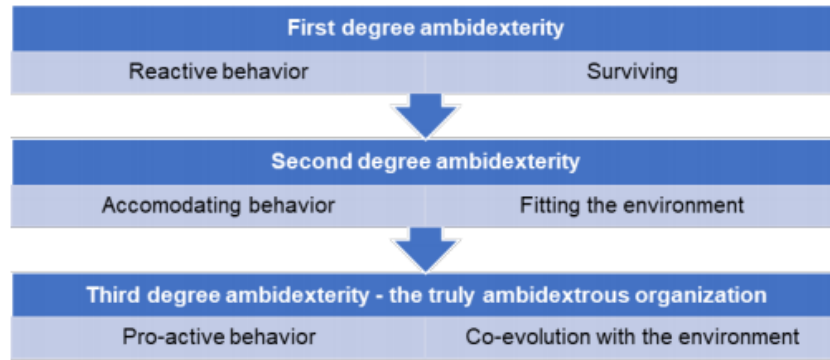 First degree ambidexterity
Reactive behavior Surviving
Second degree ambidexterity
Accomodating behavior Fitting the environment
Third degree ambidexterity - the truly ambidextrous organization
Pro-active behavior Co-evolution with the environment